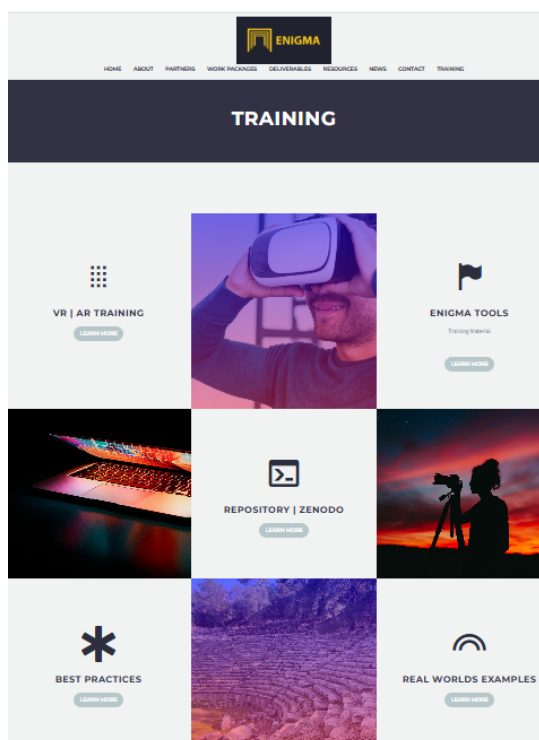 ENIGMA
HOME ABOUT PARTNERS WORK PACKAGES DELIVERABLES RESOURCES NEWS CONTACT TRAINING
TRAINING
VR | AR TRAINING
LEARN MORE
ENIGMA TOOLS
Training Material
LEARN MORE
REPOSITORY | ZENODO
LEARN MORE
BEST PRACTICES
LEARN MORE
REAL WORLDS EXAMPLES
LEARN MORE